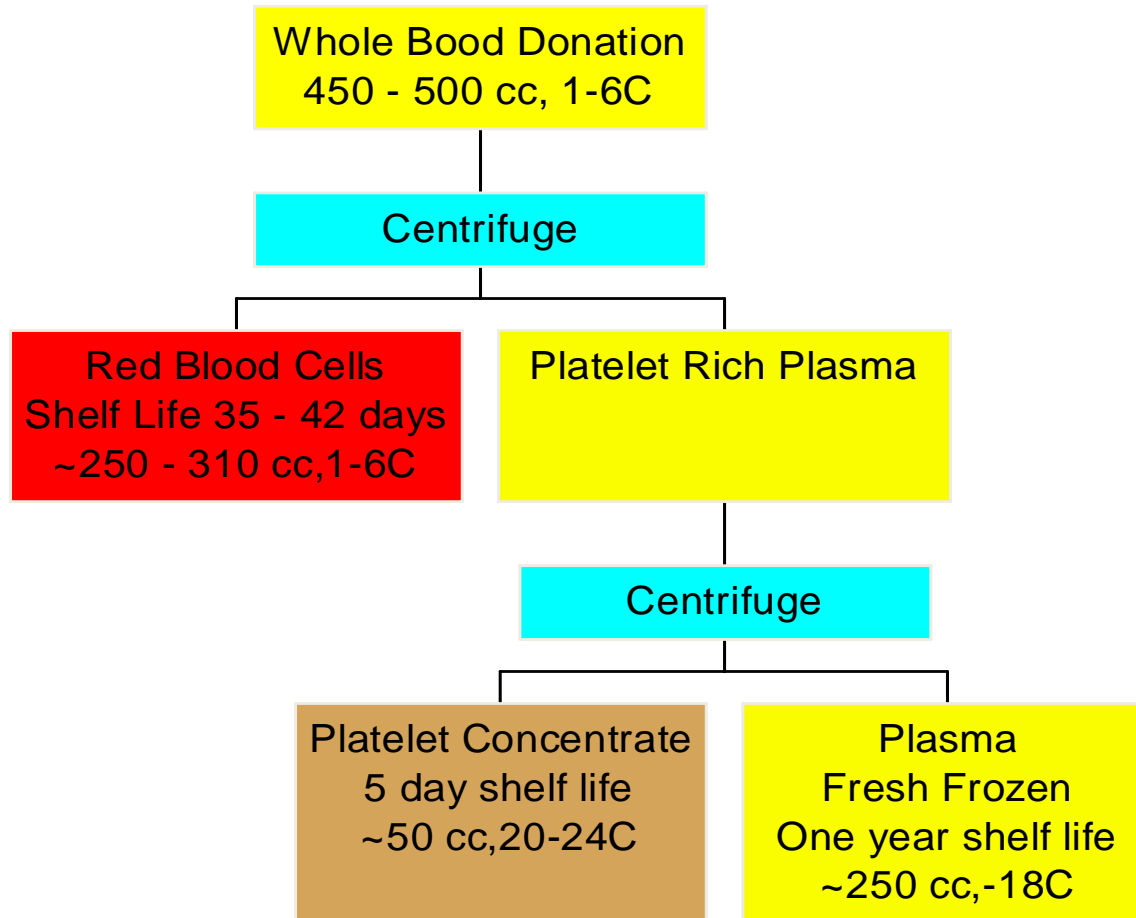 Whole Bood Donation
450 - 500 cc, 1-6C
Centrifuge
Red Blood Cells
Shelf Life 35 - 42 days
~250 - 310 cc,1-6C
Platelet Rich Plasma
Centrifuge
Platelet Concentrate
5 day shelf life
~50 cc,20-24C
Plasma
Fresh Frozen
One year shelf life
~250 cc,-18C